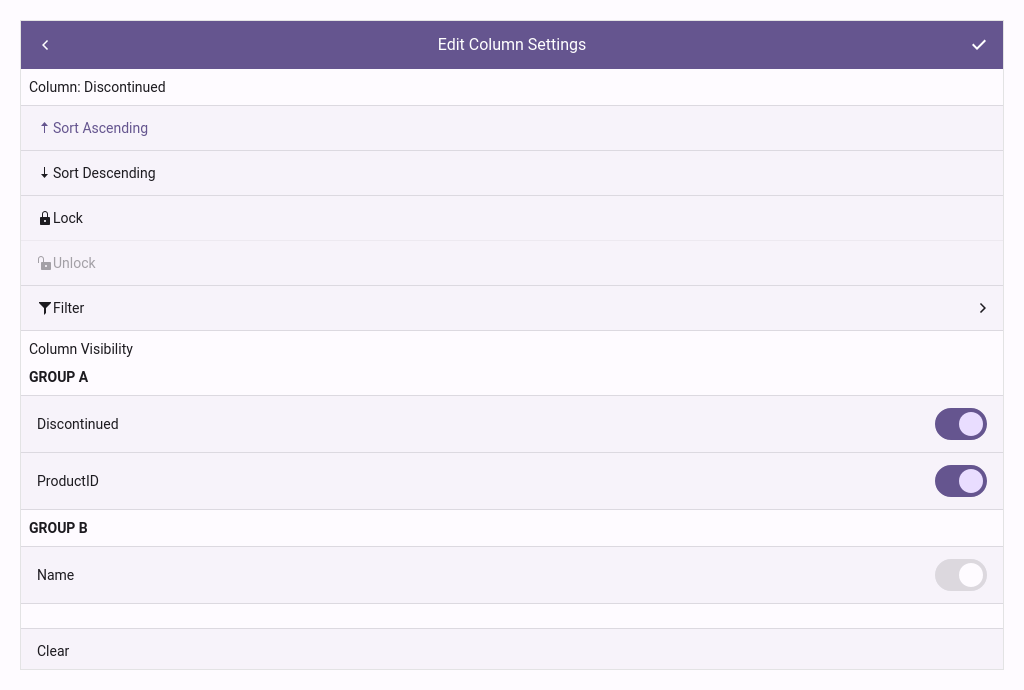 Edit Column Settings
Column: Discontinued
Sort Ascending
Sort Descending
Lock
Unlock
Filter
Column Visibility
GROUP A
Discontinued
ProductID
GROUP B
Name
Clear